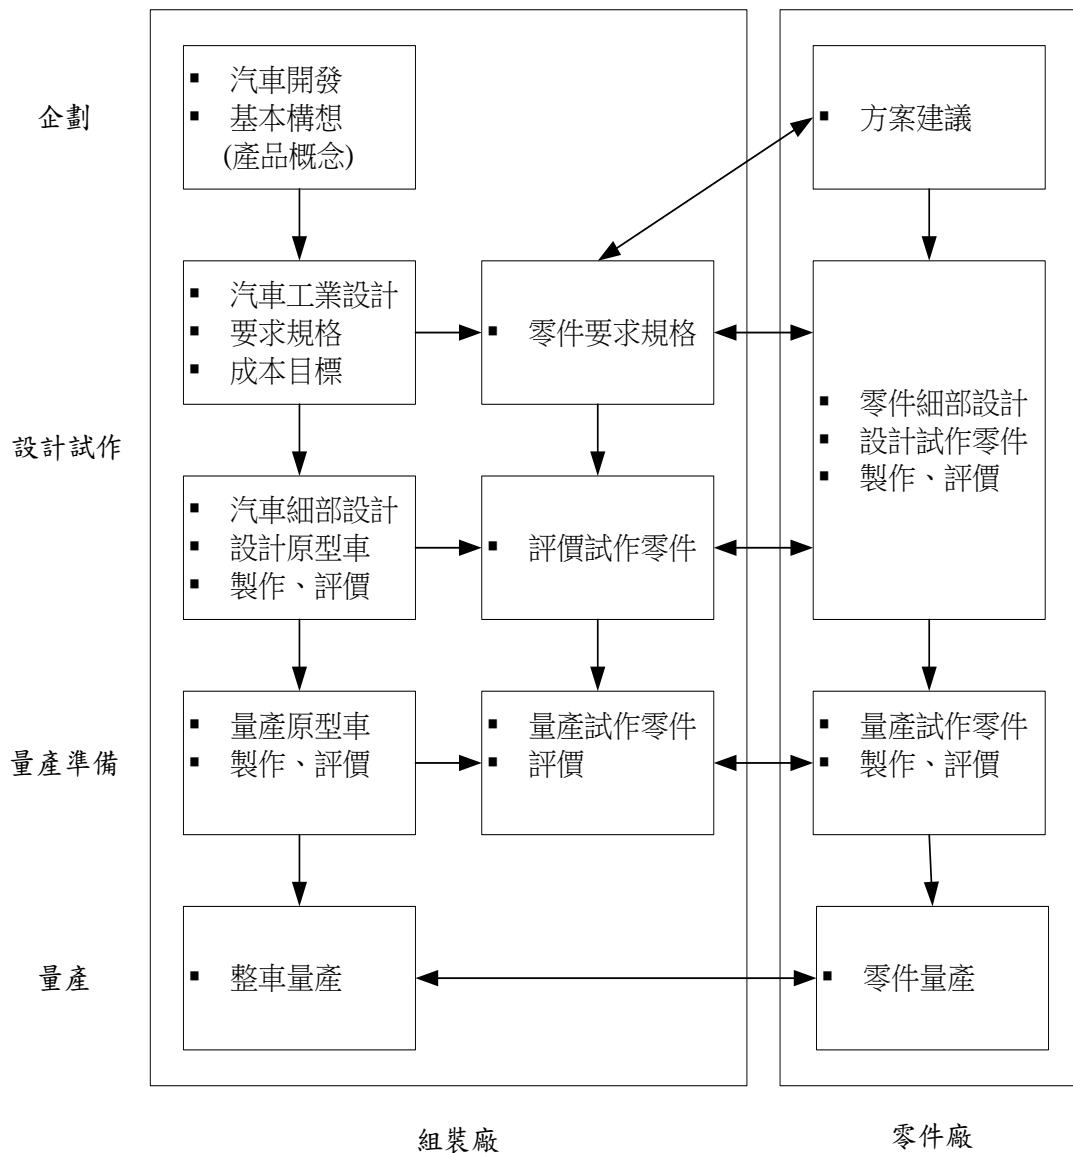 企劃
▪ 汽車開發
▪ 基本構想
(產品概念)
▪ 方案建議
設計試作
▪ 汽車工業設計
▪ 要求規格
▪ 成本目標
▪ 零件要求規格
▪ 零件細部設計
▪ 設計試作零件
▪ 製作、評價
▪ 汽車細部設計
▪ 設計原型車
▪ 製作、評價
▪ 評價試作零件
量產準備
▪ 量產原型車
▪ 製作、評價
▪ 量產試作零件
▪ 評價
▪ 量產試作零件
▪ 製作、評價
量產
▪ 整車量產
▪ 零件量產
組裝廠
零件廠